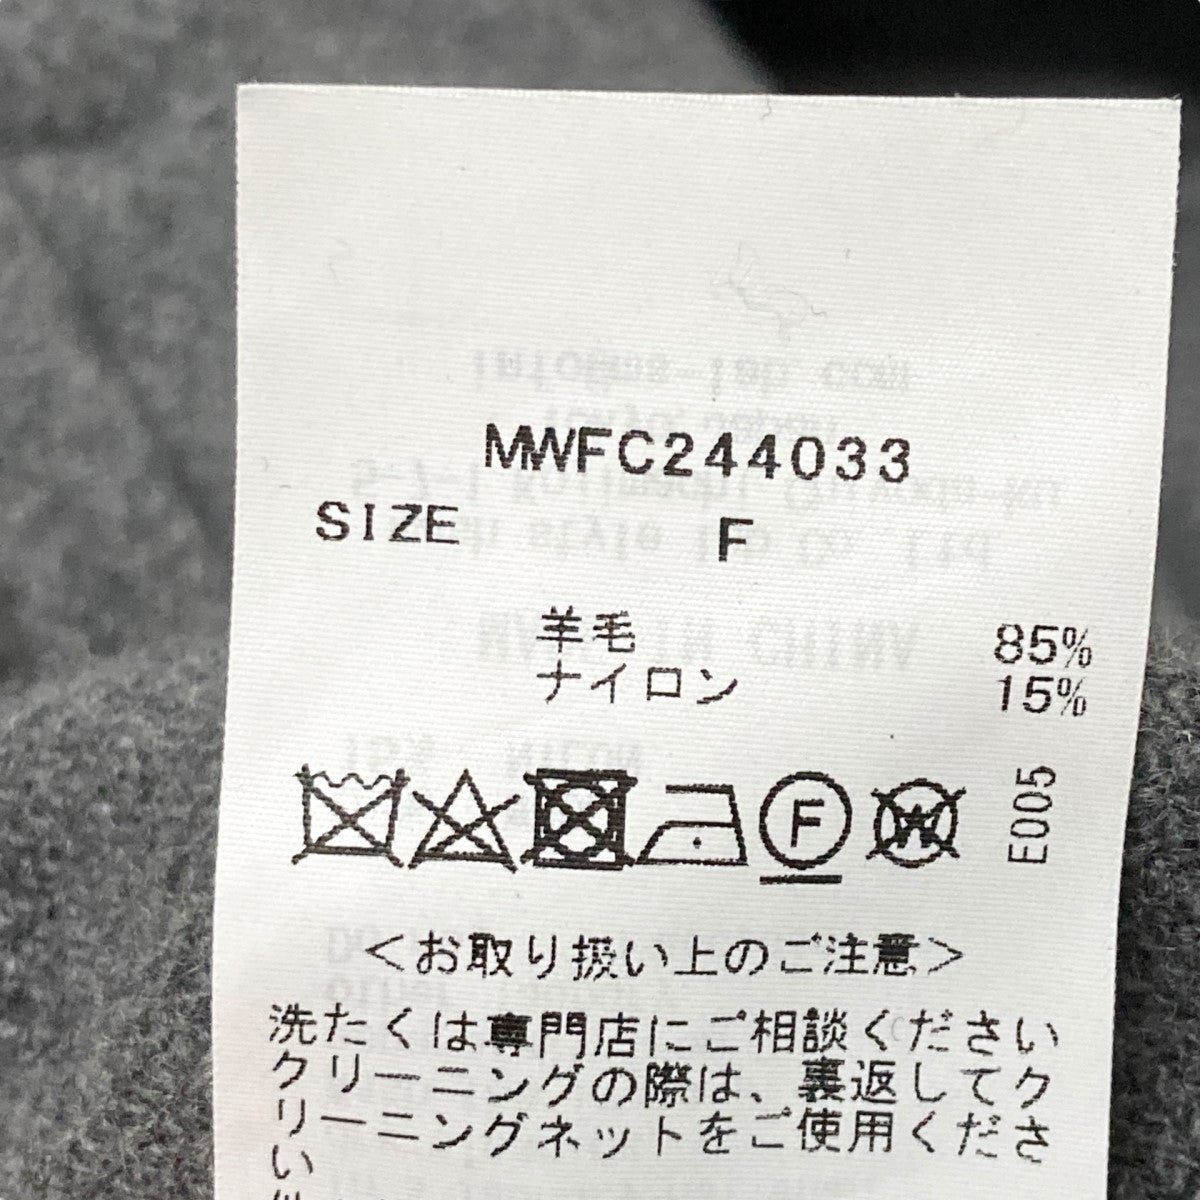 MWFC244033
SIZE F
羊毛 85%
ナイロン 15%
F W
E005
<お取り扱い上のご注意>
洗たくは専門店にご相談ください
クリーニングの際は、裏返してク
リーニングネットをご使用くださ
い